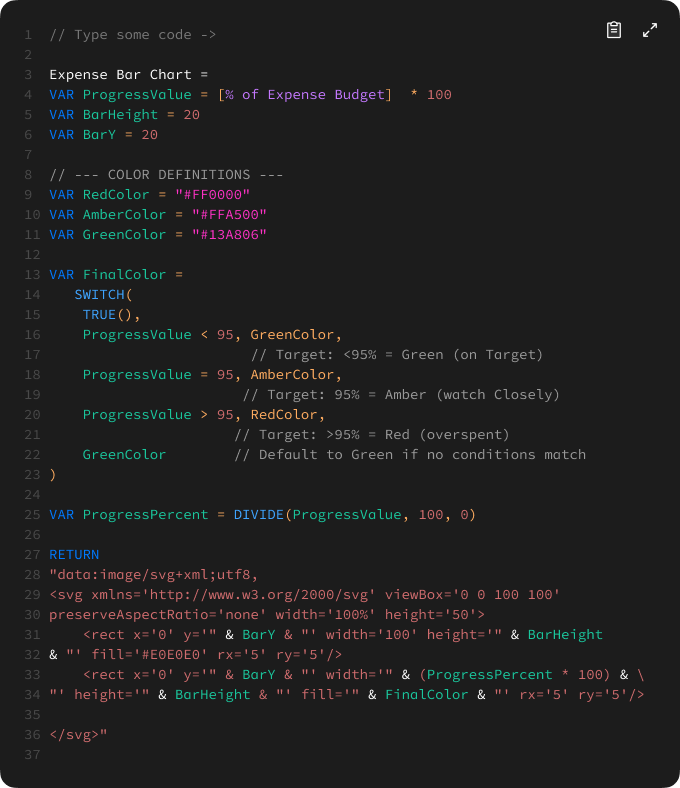 1 // Type some code ->
2
3 Expense Bar Chart =
4 VAR ProgressValue = [% of Expense Budget]  * 100
5 VAR BarHeight = 20
6 VAR BarY = 20
7
8 // --- COLOR DEFINITIONS ---
9 VAR RedColor = "#FF0000"
10 VAR AmberColor = "#FFA500"
11 VAR GreenColor = "#13A806"
12
13 VAR FinalColor =
14    SWITCH(
15     TRUE(),
16     ProgressValue < 95, GreenColor,
17                         // Target: <95% = Green (on Target)
18     ProgressValue = 95, AmberColor,
19                        // Target: 95% = Amber (watch Closely)
20     ProgressValue > 95, RedColor,
21                       // Target: >95% = Red (overspent)
22     GreenColor        // Default to Green if no conditions match
23 )
24
25 VAR ProgressPercent = DIVIDE(ProgressValue, 100, 0)
26
27 RETURN
28 "data:image/svg+xml;utf8,
29 <svg xmlns='http://www.w3.org/2000/svg' viewBox='0 0 100 100'
30 preserveAspectRatio='none' width='100%' height='50'>
31     <rect x='0' y='" & BarY & "' width='100' height='" & BarHeight
32 & "' fill='#E0E0E0' rx='5' ry='5'/>
33     <rect x='0' y='" & BarY & "' width='" & (ProgressPercent * 100) & \
34 "' height='" & BarHeight & "' fill='" & FinalColor & "' rx='5' ry='5'/>
35
36 </svg>"
37